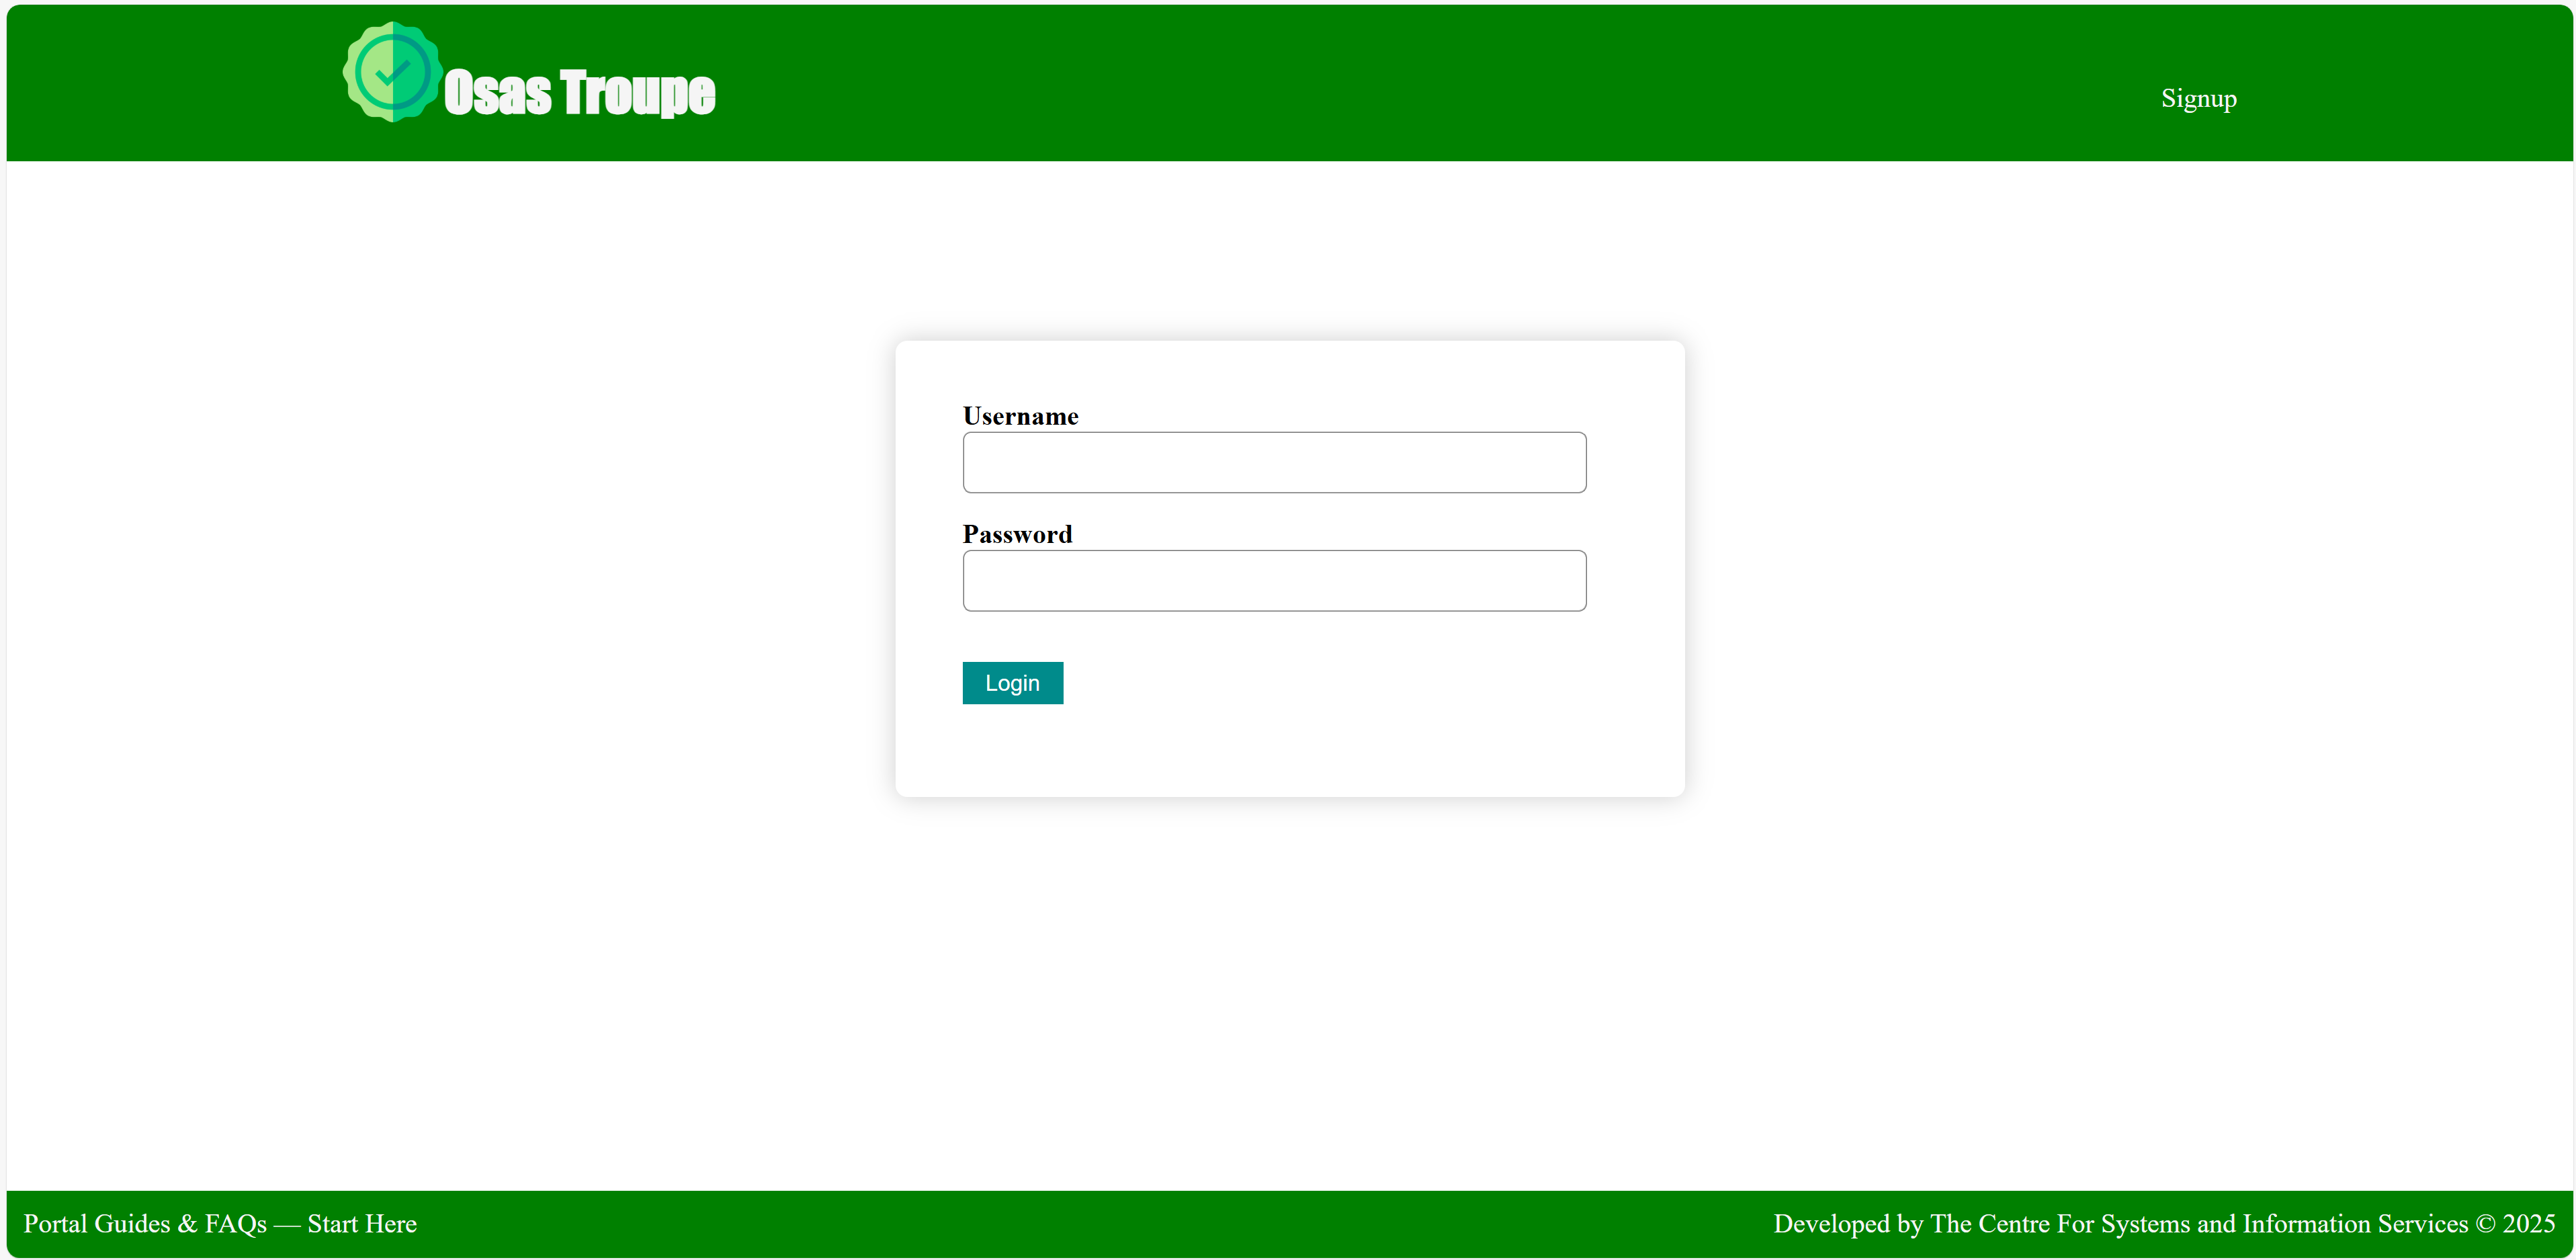 Osas Troupe
Signup
Username
Password
Login
Portal Guides & FAQs — Start Here
Developed by The Centre For Systems and Information Services © 2025